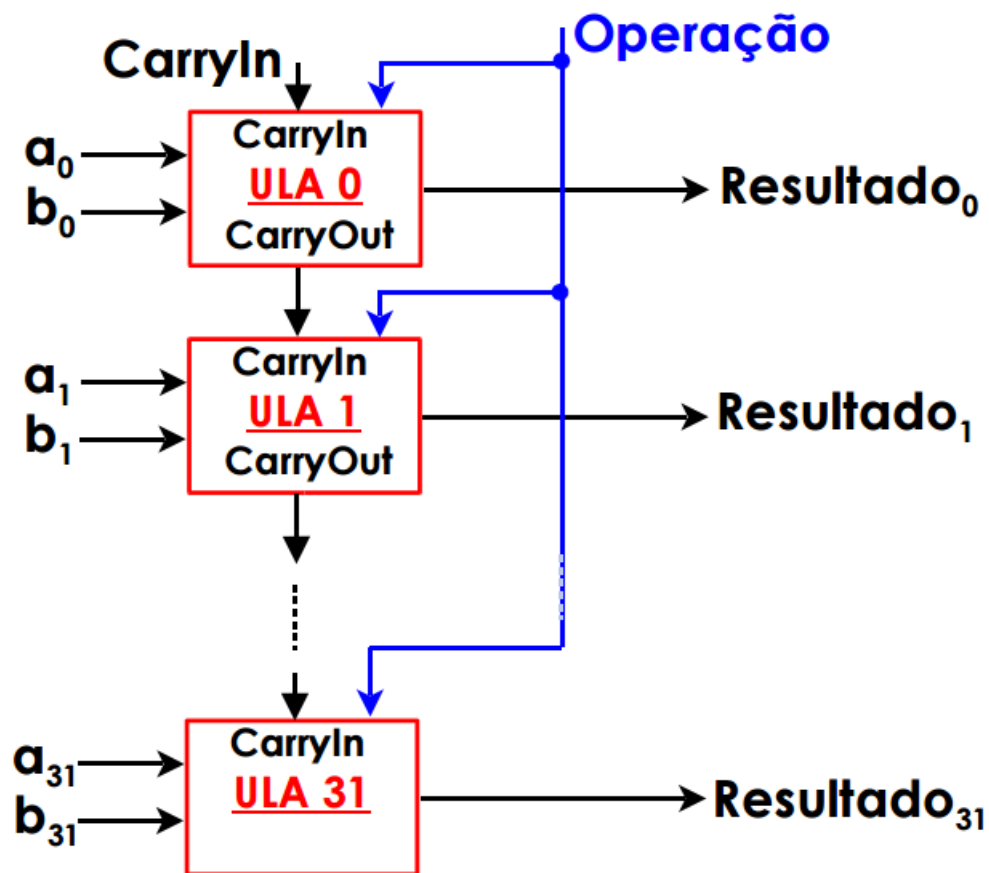 Operação
CarryIn
CarryIn
a₀
ULA 0
b₀
CarryOut
Resultado₀
CarryIn
a₁
ULA 1
b₁
CarryOut
Resultado₁
CarryIn
a₃₁
ULA 31
b₃₁
Resultado₃₁